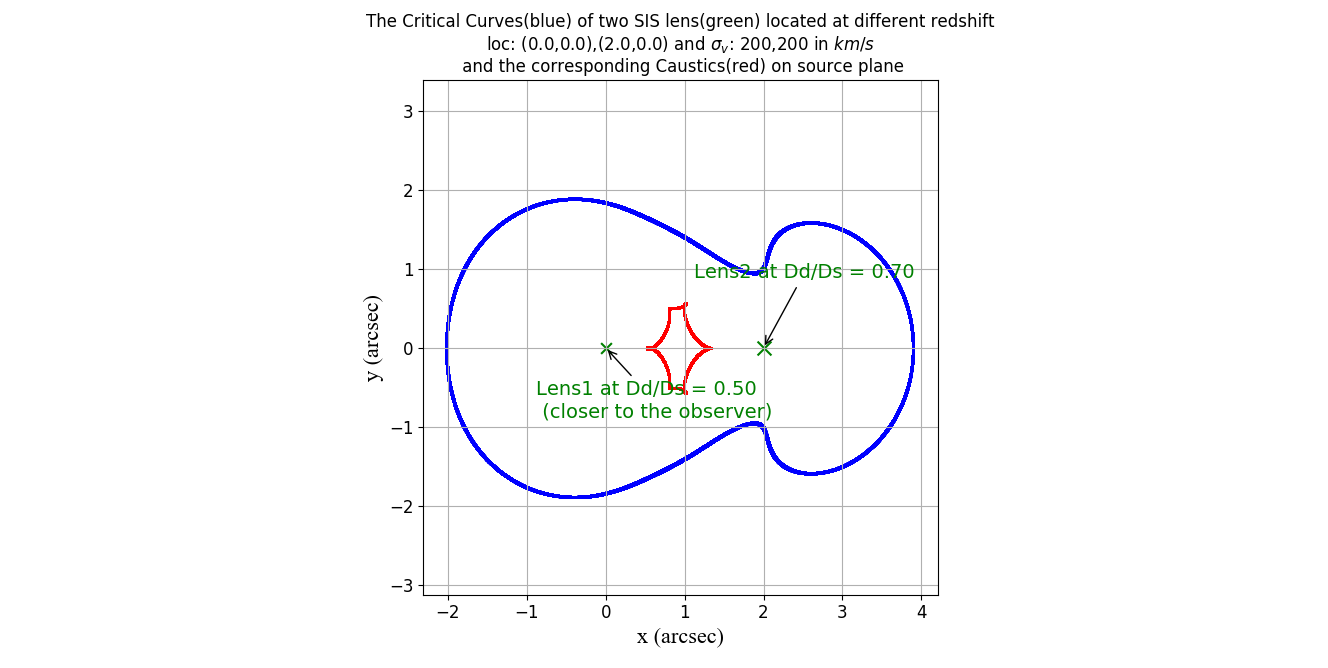 The Critical Curves(blue) of two SIS lens(green) located at different redshift
loc: (0.0,0.0),(2.0,0.0) and σv: 200,200 in km/s
and the corresponding Caustics(red) on source plane
3
2
1
0
−1
−2
−3
y (arcsec)
Lens2 at Dd/Ds = 0.70
Lens1 at Dd/Ds = 0.50
(closer to the observer)
−2
−1
0
1
2
3
4
x (arcsec)